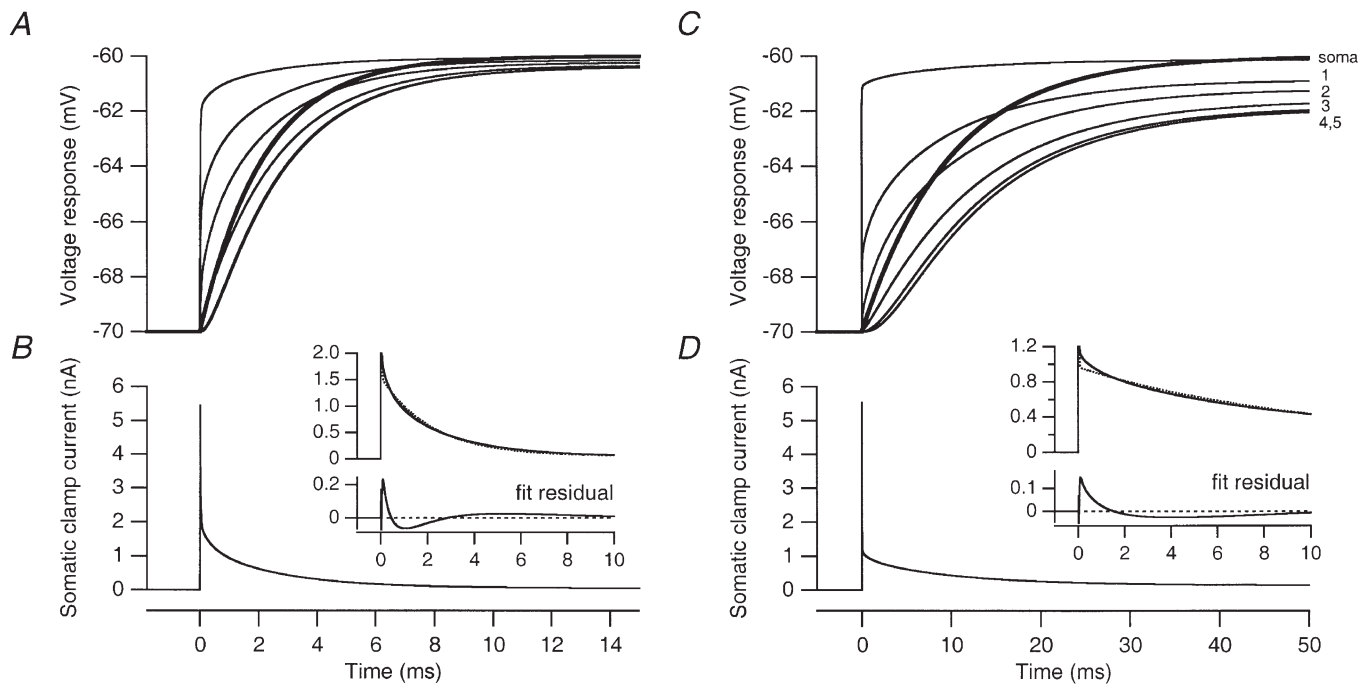 A
Voltage response (mV)
-60
-62
-64
-66
-68
-70
B
Somatic clamp current (nA)
6
5
4
3
2
1
0
2.0
1.5
1.0
0.5
0
fit residual
0.2
0
0 2 4 6 8 10
0 2 4 6 8 10 12 14
Time (ms)
C
Voltage response (mV)
-60
-62
-64
-66
-68
-70
soma
1
2
3
4,5
D
Somatic clamp current (nA)
6
5
4
3
2
1
0
1.2
0.8
0.4
0
fit residual
0.1
0
0 2 4 6 8 10
0 10 20 30 40 50
Time (ms)